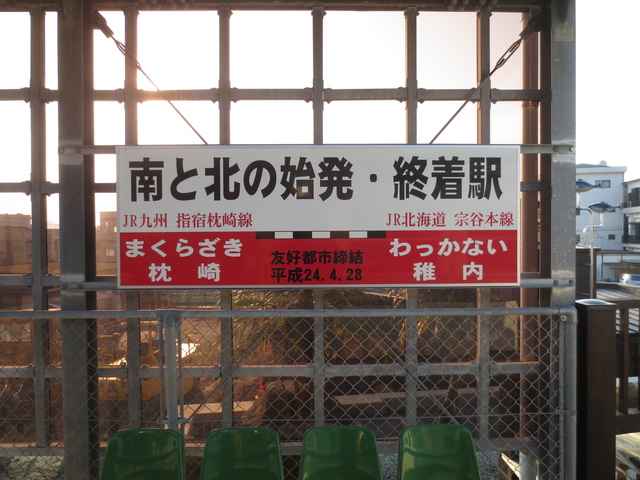 南と北の始発・終着駅
JR九州 指宿枕崎線
JR北海道 宗谷本線
まくらざき
枕崎
友好都市締結
平成24.4.28
わっかない
稚内